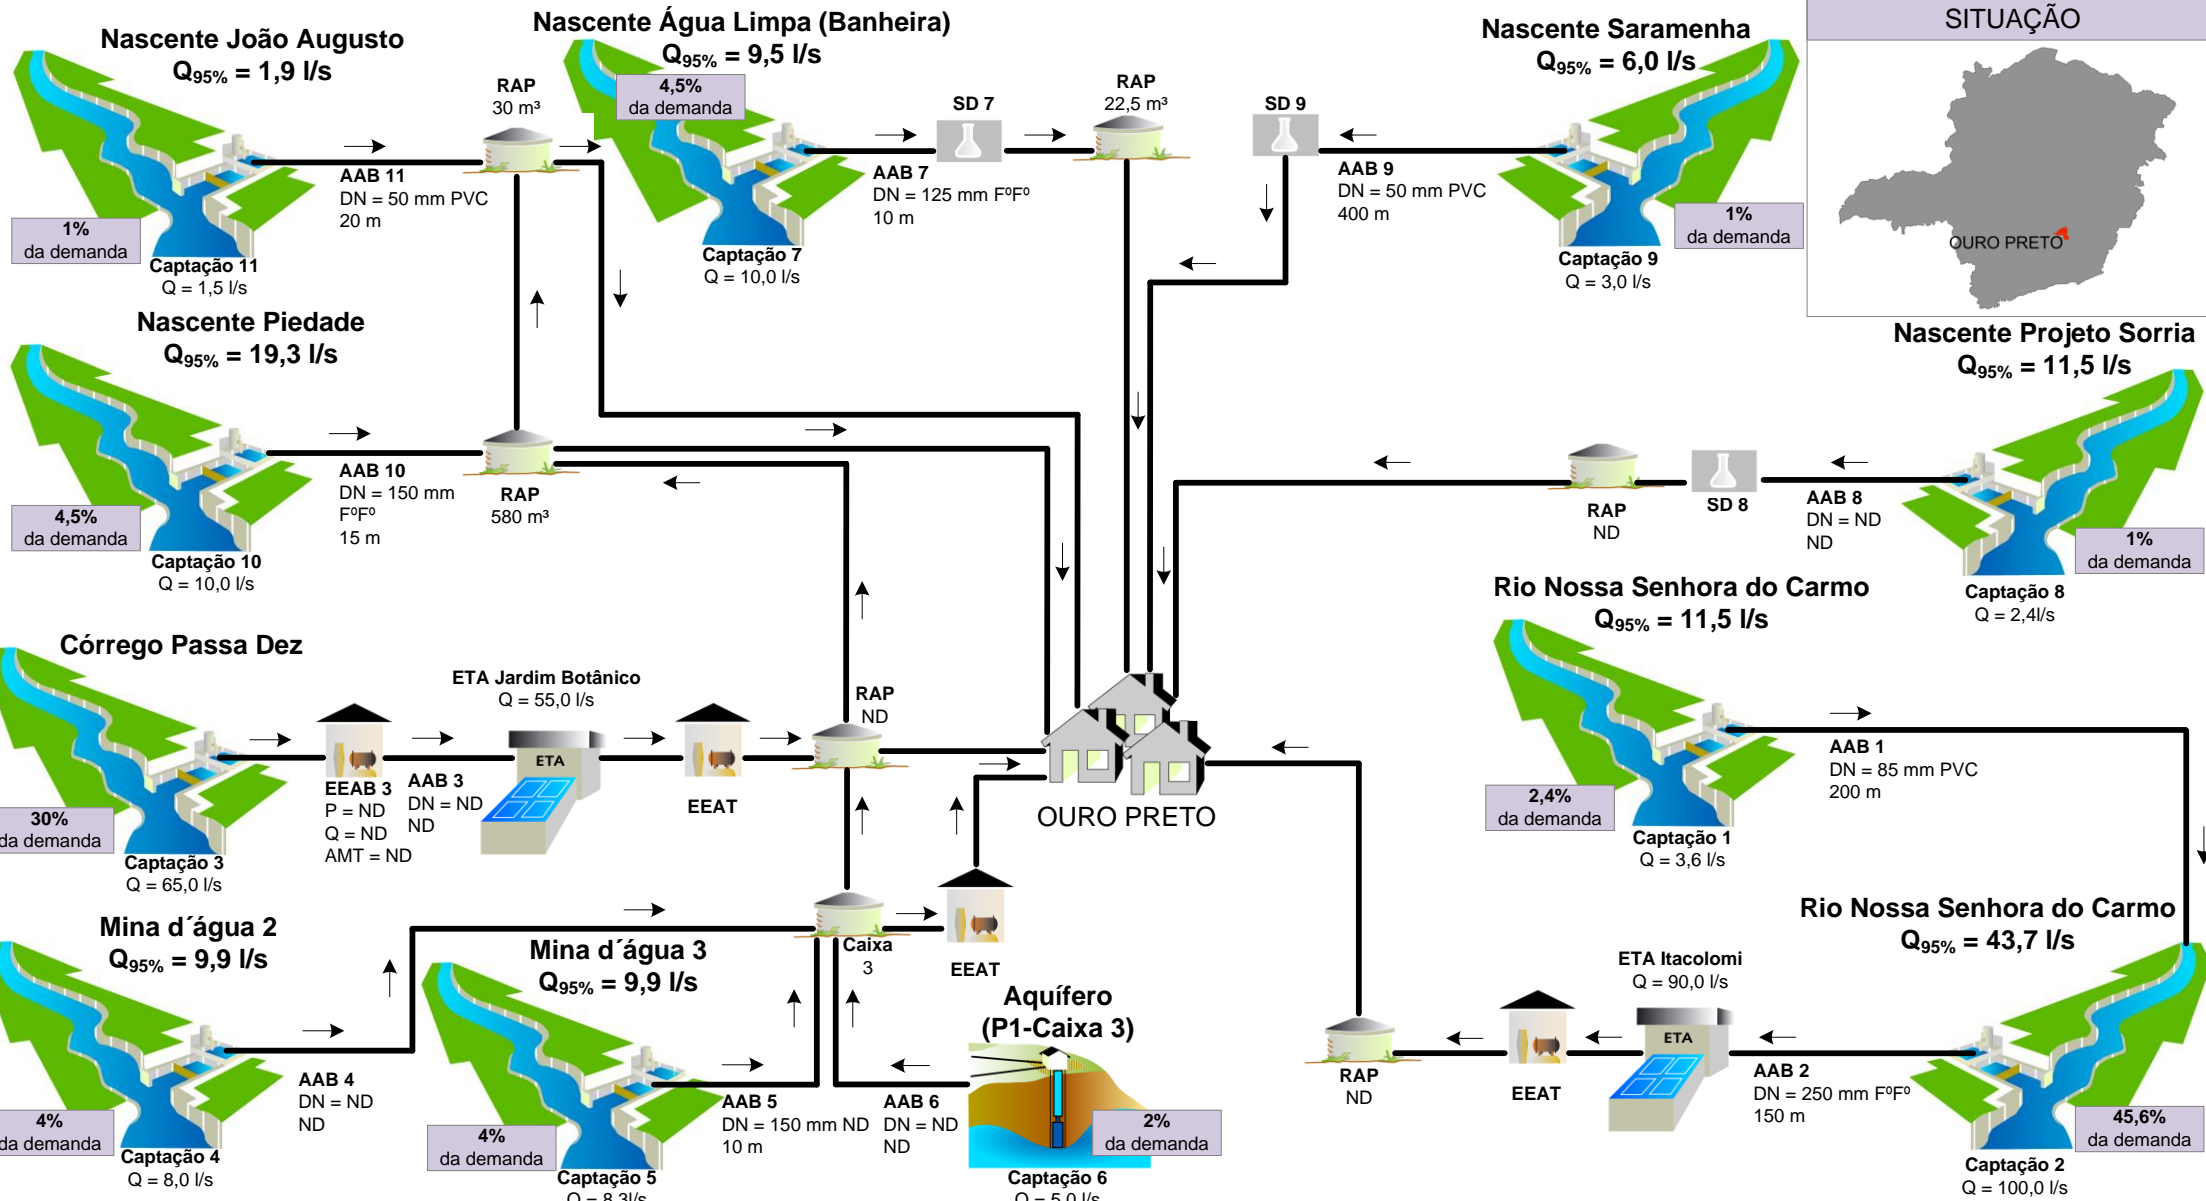 Nascente João Augusto
Q95% = 1,9 l/s
1%
da demanda
Captação 11
Q = 1,5 l/s
AAB 11
DN = 50 mm PVC
20 m
RAP
30 m³
Nascente Água Limpa (Banheira)
Q95% = 9,5 l/s
4,5%
da demanda
Captação 7
Q = 10,0 l/s
AAB 7
DN = 125 mm FºFº
10 m
SD 7
RAP
22,5 m³
SD 9
AAB 9
DN = 50 mm PVC
400 m
Nascente Saramenha
Q95% = 6,0 l/s
1%
da demanda
Captação 9
Q = 3,0 l/s
SITUAÇÃO
OURO PRETO
Nascente Piedade
Q95% = 19,3 l/s
4,5%
da demanda
Captação 10
Q = 10,0 l/s
AAB 10
DN = 150 mm
FºFº
15 m
RAP
580 m³
Nascente Projeto Sorria
Q95% = 11,5 l/s
RAP
ND
SD 8
AAB 8
DN = ND
ND
1%
da demanda
Captação 8
Q = 2,4l/s
Córrego Passa Dez
30%
da demanda
Captação 3
Q = 65,0 l/s
EEAB 3
P = ND
Q = ND
AMT = ND
AAB 3
DN = ND
ND
ETA Jardim Botânico
Q = 55,0 l/s
ETA
EEAT
RAP
ND
OURO PRETO
Rio Nossa Senhora do Carmo
Q95% = 11,5 l/s
2,4%
da demanda
Captação 1
Q = 3,6 l/s
AAB 1
DN = 85 mm PVC
200 m
Mina d´água 2
Q95% = 9,9 l/s
4%
da demanda
Captação 4
Q = 8,0 l/s
AAB 4
DN = ND
ND
Mina d´água 3
Q95% = 9,9 l/s
4%
da demanda
Captação 5
Q = 8,3l/s
AAB 5
DN = 150 mm ND
10 m
Caixa
3
EEAT
AAB 6
DN = ND
ND
Aquífero
(P1-Caixa 3)
2%
da demanda
Captação 6
Q = 5,0 l/s
RAP
ND
EEAT
ETA Itacolomi
Q = 90,0 l/s
ETA
AAB 2
DN = 250 mm FºFº
150 m
Rio Nossa Senhora do Carmo
Q95% = 43,7 l/s
45,6%
da demanda
Captação 2
Q = 100,0 l/s